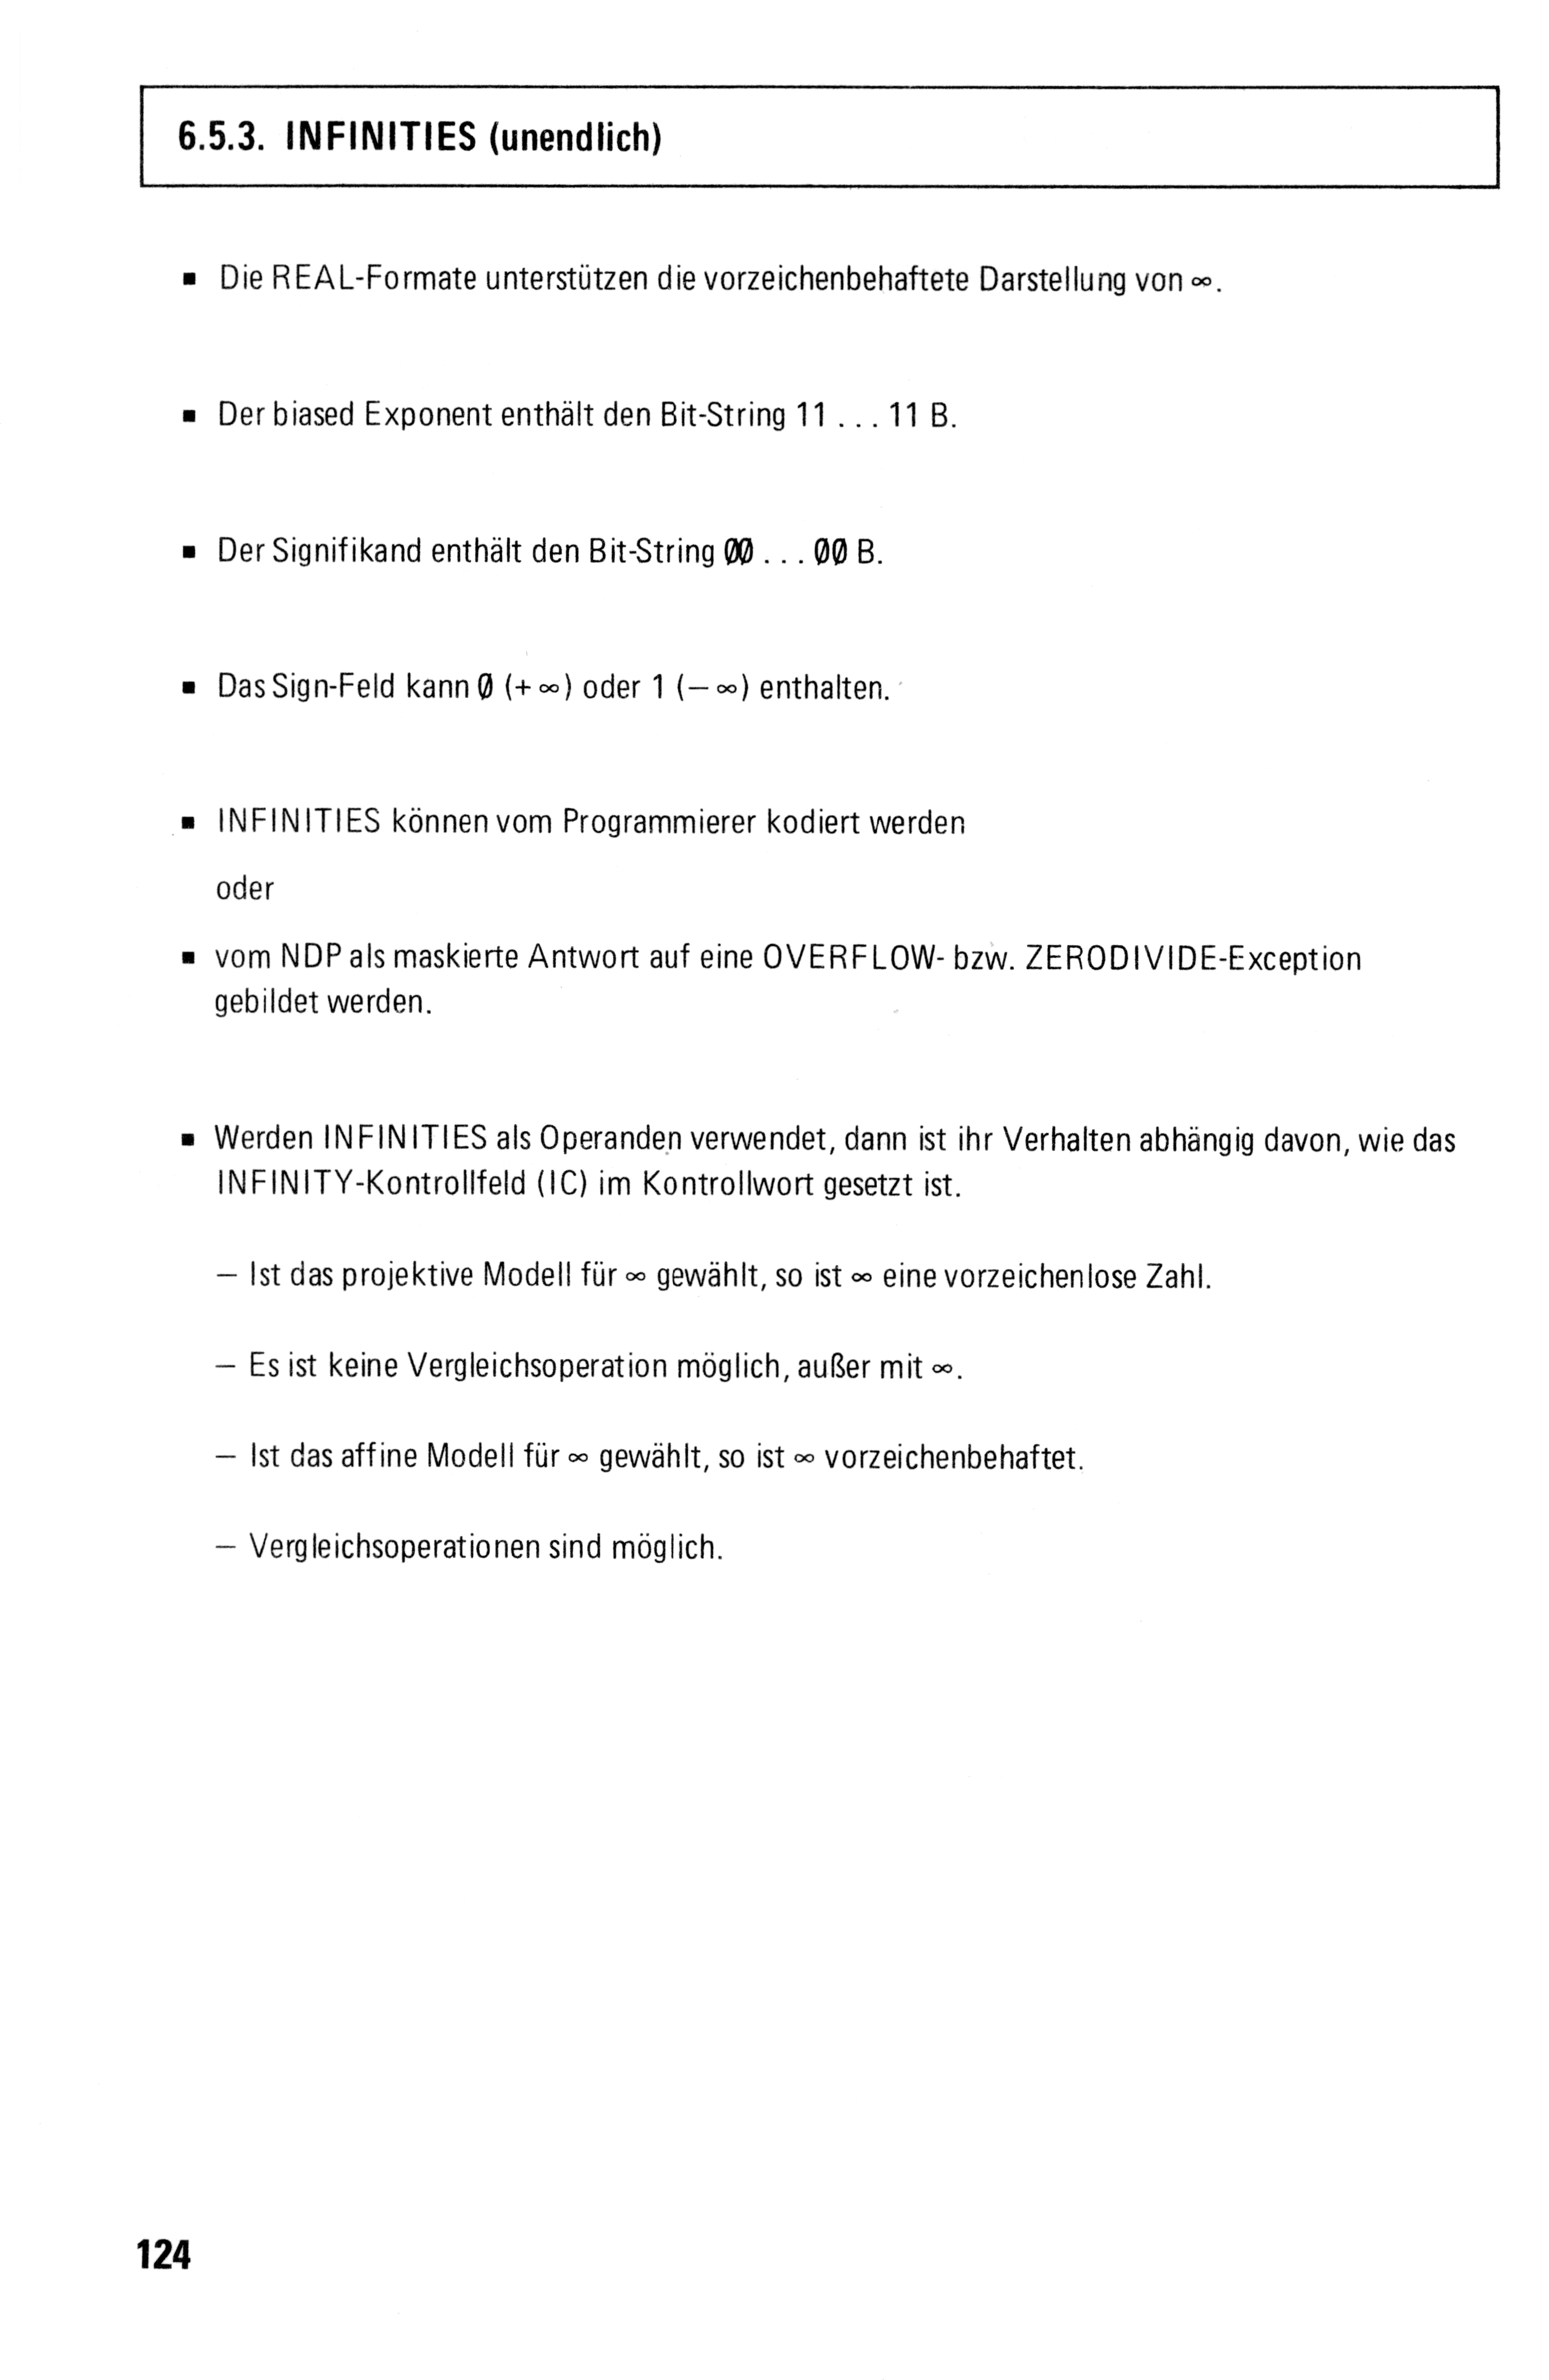 6.5.3. INFINITIES (unendlich)
▪ Die REAL-Formate unterstützen die vorzeichenbehaftete Darstellung von ∞.
▪ Der biased Exponent enthält den Bit-String 11 . . . 11 B.
▪ Der Signifikand enthält den Bit-String 00 . . . 00 B.
▪ Das Sign-Feld kann 0 (+ ∞) oder 1 (– ∞) enthalten.
▪ INFINITIES können vom Programmierer kodiert werden
oder
▪ vom NDP als maskierte Antwort auf eine OVERFLOW- bzw. ZERODIVIDE-Exception
gebildet werden.
▪ Werden INFINITIES als Operanden verwendet, dann ist ihr Verhalten abhängig davon, wie das
INFINITY-Kontrollfeld (IC) im Kontrollwort gesetzt ist.
– Ist das projektive Modell für ∞ gewählt, so ist ∞ eine vorzeichenlose Zahl.
– Es ist keine Vergleichsoperation möglich, außer mit ∞.
– Ist das affine Modell für ∞ gewählt, so ist ∞ vorzeichenbehaftet.
– Vergleichsoperationen sind möglich.
124